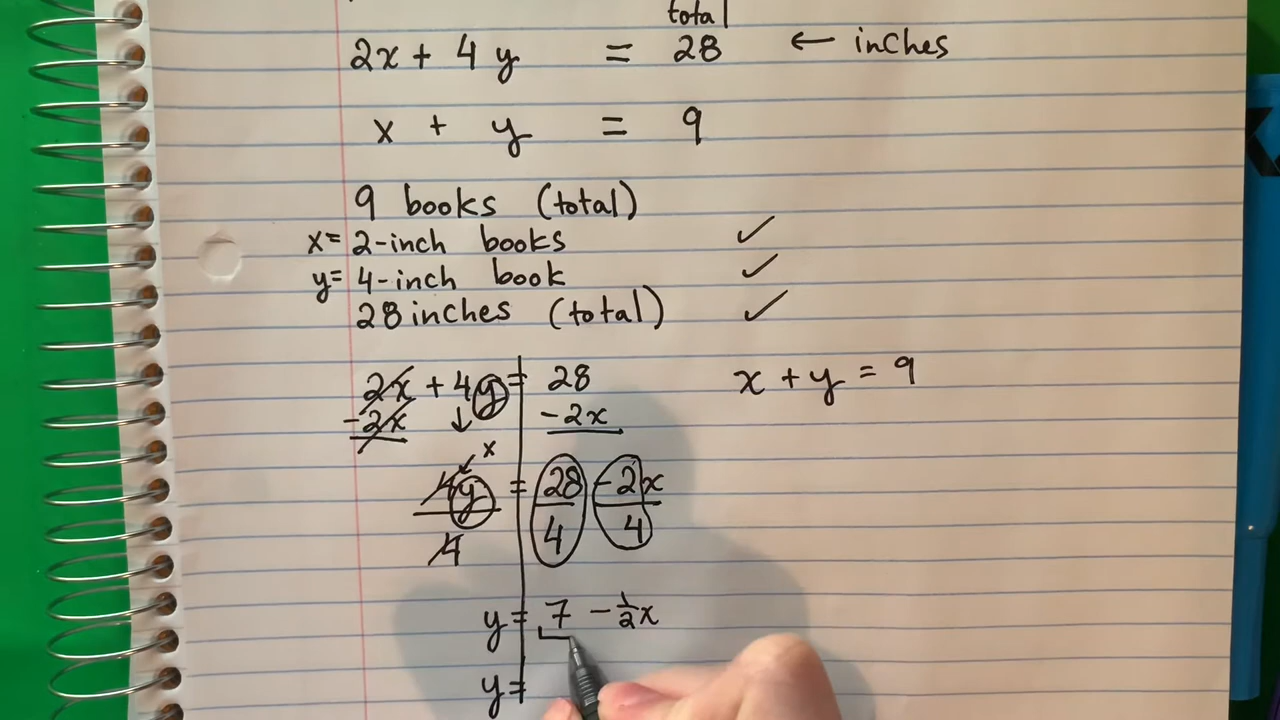 total
2x + 4y = 28 ← inches
x + y = 9
9 books (total)
x= 2-inch books ✓
y= 4-inch book ✓
28 inches (total) ✓
2x + 4y = 28
x + y = 9
-2x ↓ -2x
x
4y = 28 -2x
4 4 4
y = 7 - 1/2 x
y =